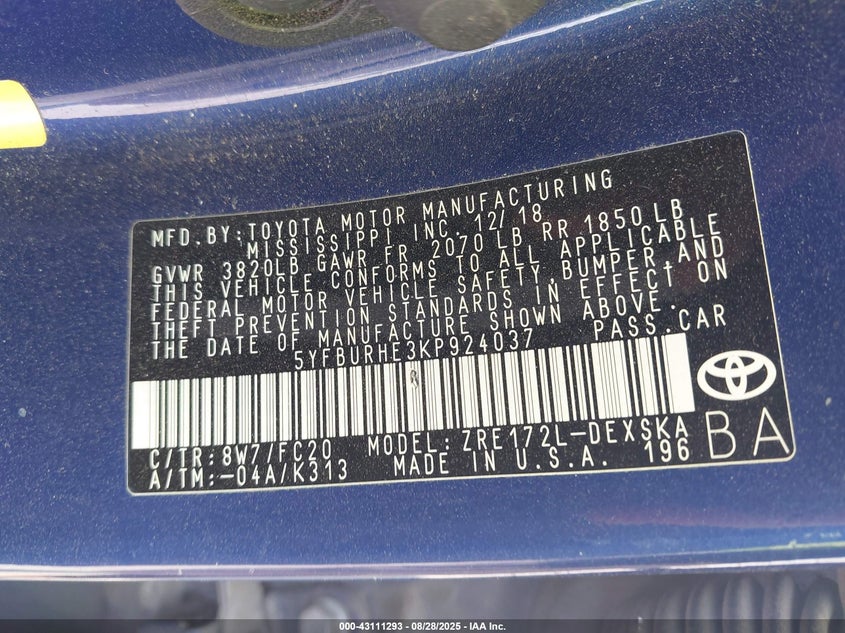 MFD. BY: TOYOTA MOTOR MANUFACTURING
MISSISSIPPI INC. 12/18
GVWR 3820LB GAWR FR 2070 LB RR 1850 LB
THIS VEHICLE CONFORMS TO ALL APPLICABLE
FEDERAL MOTOR VEHICLE SAFETY, BUMPER, AND
THEFT PREVENTION STANDARDS IN EFFECT ON
THE DATE OF MANUFACTURE SHOWN ABOVE.
5YFBURHE3KP924037 PASS. CAR
C/TR: 8W7/FC20 MODEL: ZRE172L-DEXSKA
A/TM:-04A/K313 MADE IN U.S.A. 196
BA
000-43111293 - 08/28/2025 - IAA Inc.